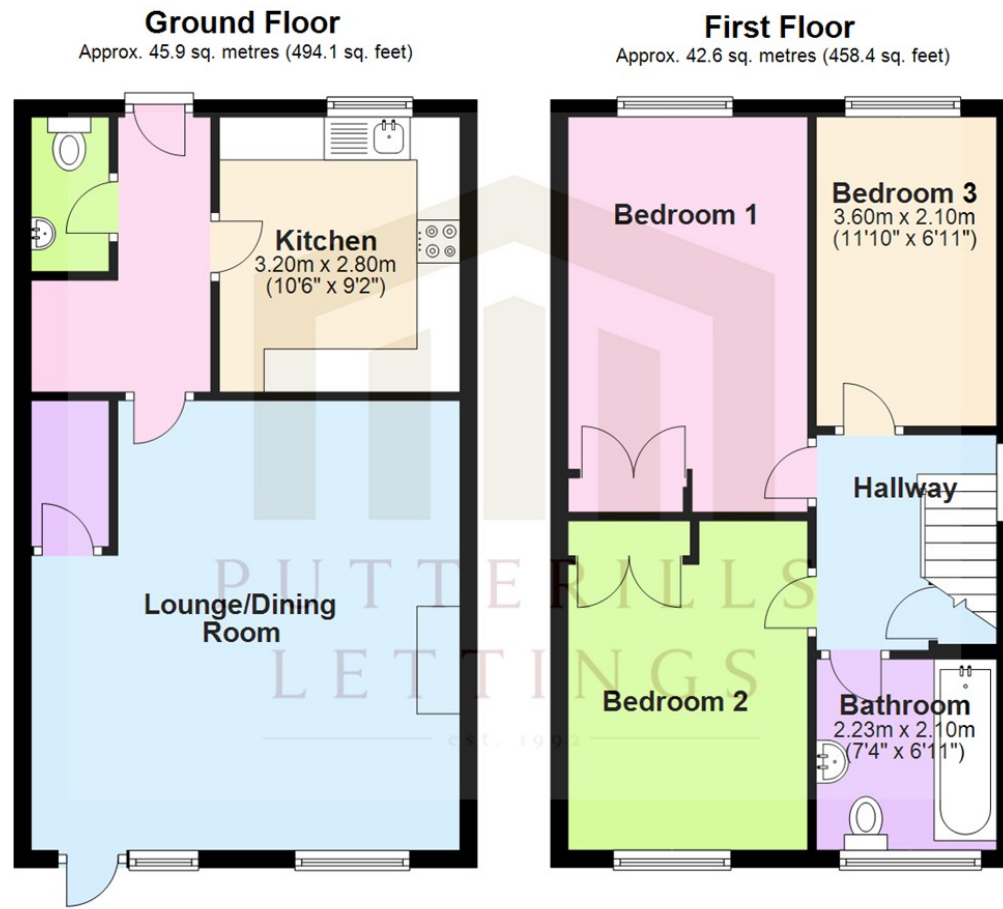 Ground Floor
Approx. 45.9 sq. metres (494.1 sq. feet)
Kitchen
3.20m x 2.80m
(10'6" x 9'2")
Lounge/Dining
Room
First Floor
Approx. 42.6 sq. metres (458.4 sq. feet)
Bedroom 1
Bedroom 3
3.60m x 2.10m
(11'10" x 6'11")
Hallway
Bedroom 2
Bathroom
2.23m x 2.10m
(7'4" x 6'11")
PUTTERILLS
LETTINGS
est. 1992